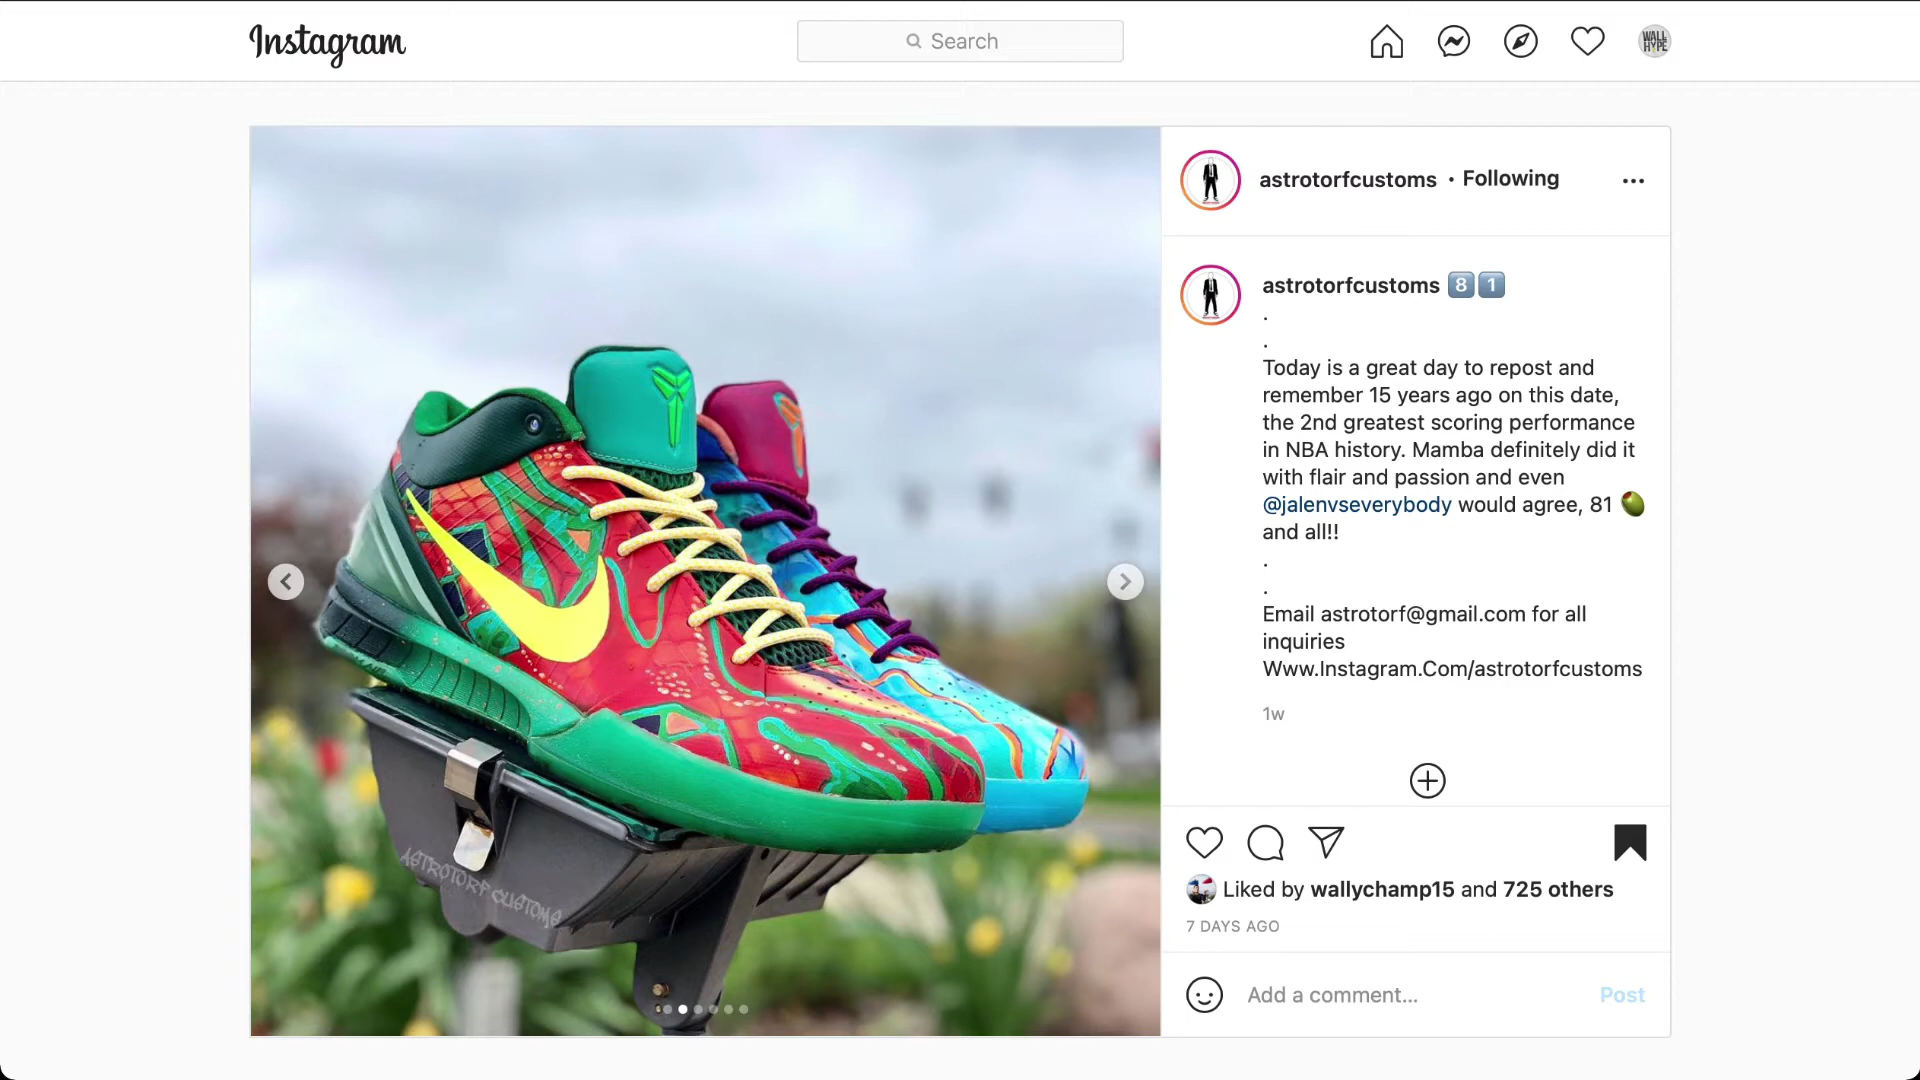 Instagram
Search
WALL
HYPE
astrotorfcustoms • Following
astrotorfcustoms 8 1
.
.
Today is a great day to repost and
remember 15 years ago on this date,
the 2nd greatest scoring performance
in NBA history. Mamba definitely did it
with flair and passion and even
@jalenvseverybody would agree, 81 🫒
and all!!
.
.
Email astrotorf@gmail.com for all
inquiries
Www.Instagram.Com/astrotorfcustoms
1w
Liked by wallychamp15 and 725 others
7 DAYS AGO
Add a comment...
Post
ASTROTORF CUSTOMS